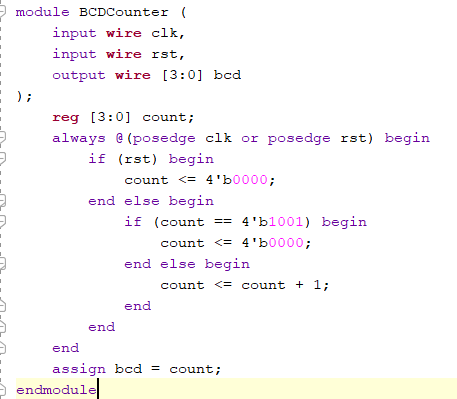 module BCDCounter (
    input wire clk,
    input wire rst,
    output wire [3:0] bcd
);
    reg [3:0] count;
    always @(posedge clk or posedge rst) begin
        if (rst) begin
            count <= 4'b0000;
        end else begin
            if (count == 4'b1001) begin
                count <= 4'b0000;
            end else begin
                count <= count + 1;
            end
        end
    end
    assign bcd = count;
endmodule